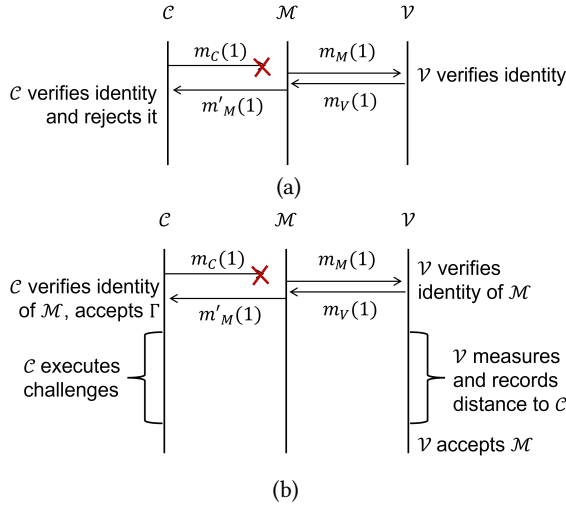 𝒞 ℳ 𝒱
m_C(1) m_M(1)
𝒱 verifies identity
𝒞 verifies identity
and rejects it
m'_M(1) m_V(1)
(a)
𝒞 ℳ 𝒱
m_C(1) m_M(1)
𝒞 verifies identity
of ℳ, accepts Γ
𝒱 verifies
identity of ℳ
m'_M(1) m_V(1)
𝒞 executes
challenges
𝒱 measures
and records
distance to 𝒞
𝒱 accepts ℳ
(b)